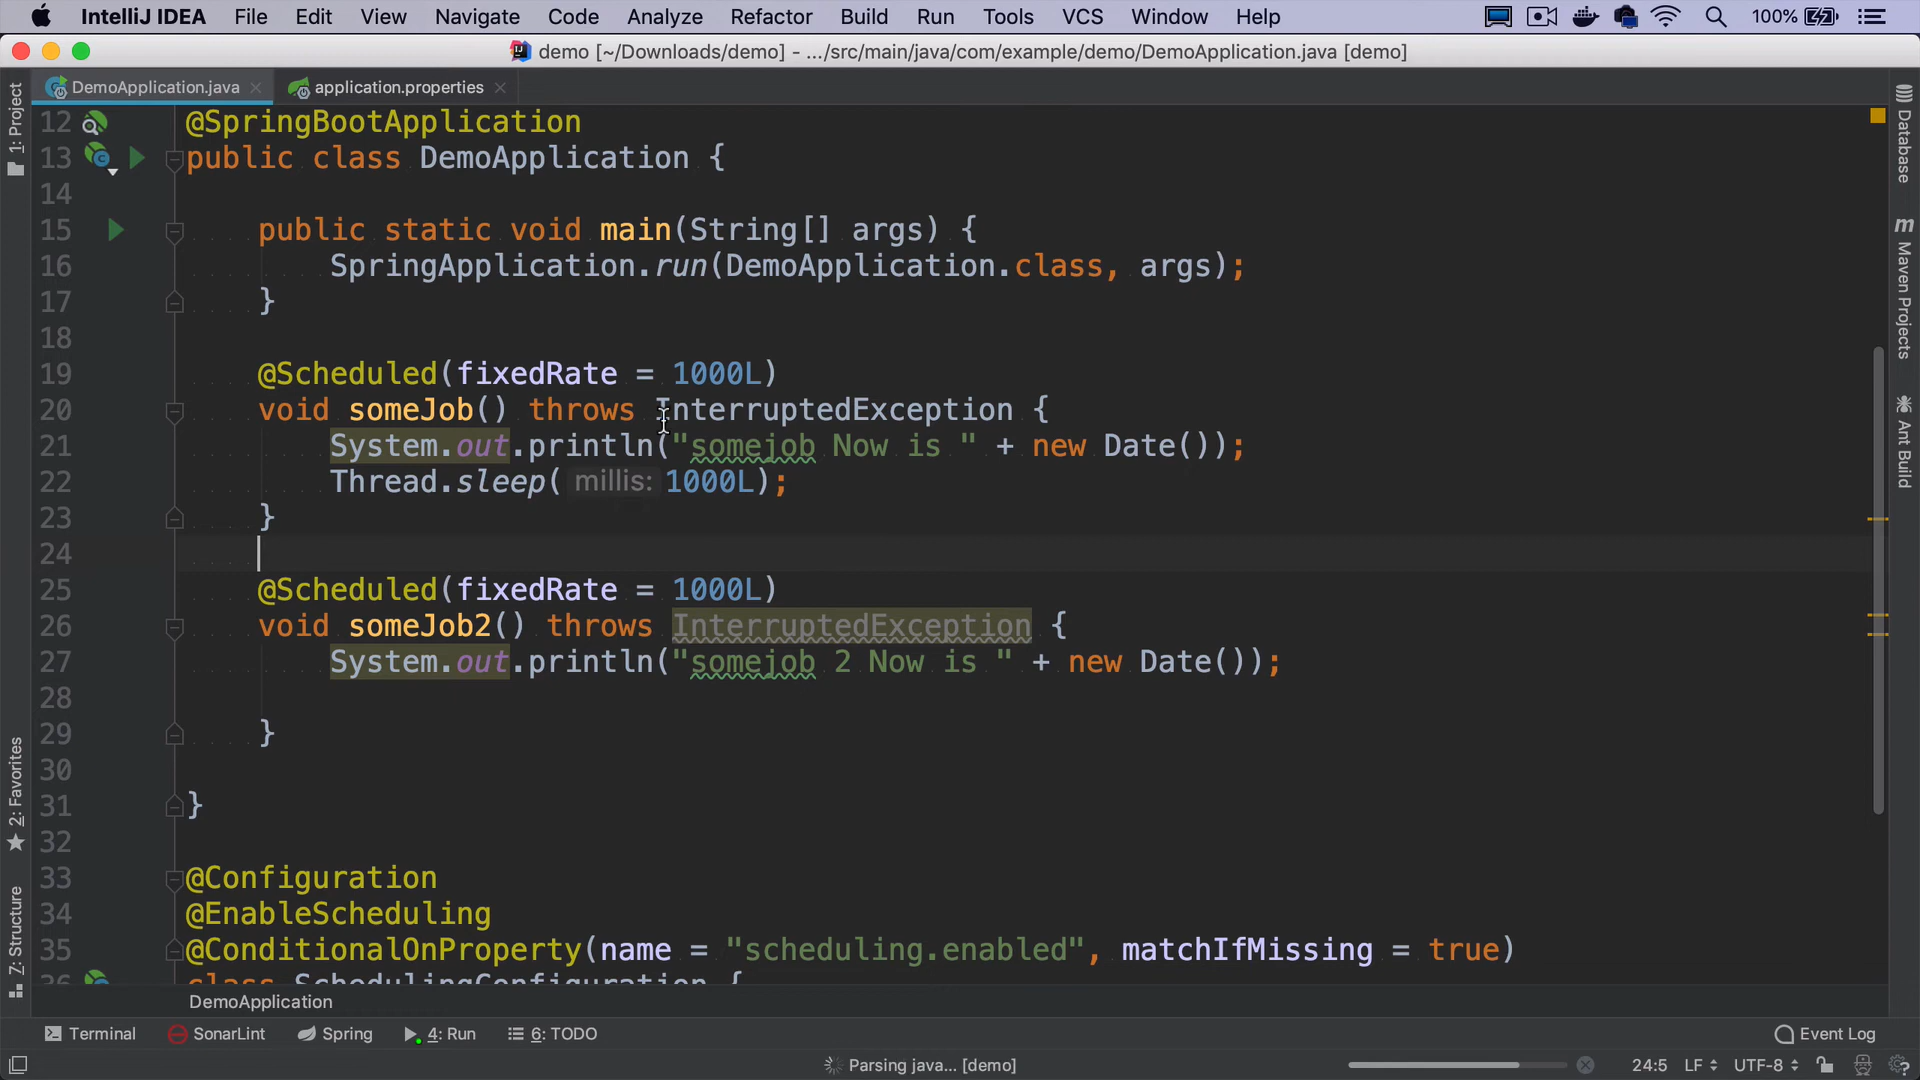 IntelliJ IDEA File Edit View Navigate Code Analyze Refactor Build Run Tools VCS Window Help 100%
demo [~/Downloads/demo] - .../src/main/java/com/example/demo/DemoApplication.java [demo]
DemoApplication.java application.properties
1: Project
2: Favorites
7: Structure
12 @SpringBootApplication
13 public class DemoApplication {
14
15 public static void main(String[] args) {
16 SpringApplication.run(DemoApplication.class, args);
17 }
18
19 @Scheduled(fixedRate = 1000L)
20 void someJob() throws InterruptedException {
21 System.out.println("somejob Now is " + new Date());
22 Thread.sleep( millis: 1000L);
23 }
24
25 @Scheduled(fixedRate = 1000L)
26 void someJob2() throws InterruptedException {
27 System.out.println("somejob 2 Now is " + new Date());
28
29 }
30
31 }
32
33 @Configuration
34 @EnableScheduling
35 @ConditionalOnProperty(name = "scheduling.enabled", matchIfMissing = true)
36 class SchedulingConfiguration {
Database
m Maven Projects
Ant Build
DemoApplication
Terminal SonarLint Spring 4: Run 6: TODO Event Log
Parsing java... [demo] 24:5 LF UTF-8